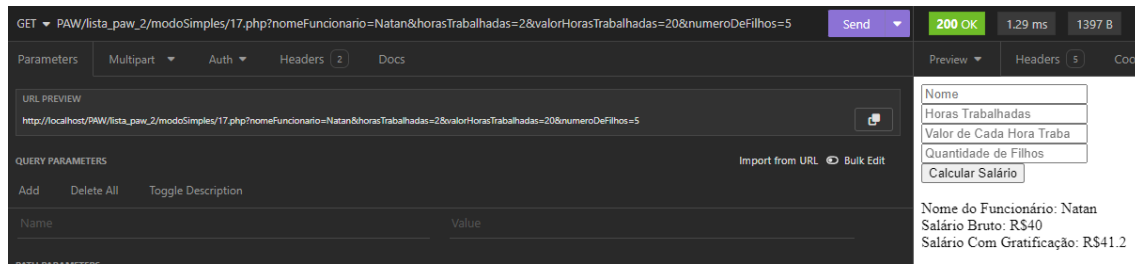 GET PAW/lista_paw_2/modoSimples/17.php?nomeFuncionario=Natan&horasTrabalhadas=2&valorHorasTrabalhadas=20&numeroDeFilhos=5 Send
200 OK 1.29 ms 1397 B
Parameters Multipart Auth Headers 2 Docs
Preview Headers 5 Coo
URL PREVIEW
http://localhost/PAW/lista_paw_2/modoSimples/17.php?nomeFuncionario=Natan&horasTrabalhadas=2&valorHorasTrabalhadas=20&numeroDeFilhos=5
QUERY PARAMETERS Import from URL Bulk Edit
Add Delete All Toggle Description
Name Value
PATH PARAMETERS
Nome
Horas Trabalhadas
Valor de Cada Hora Traba
Quantidade de Filhos
Calcular Salário
Nome do Funcionário: Natan
Salário Bruto: R$40
Salário Com Gratificação: R$41.2